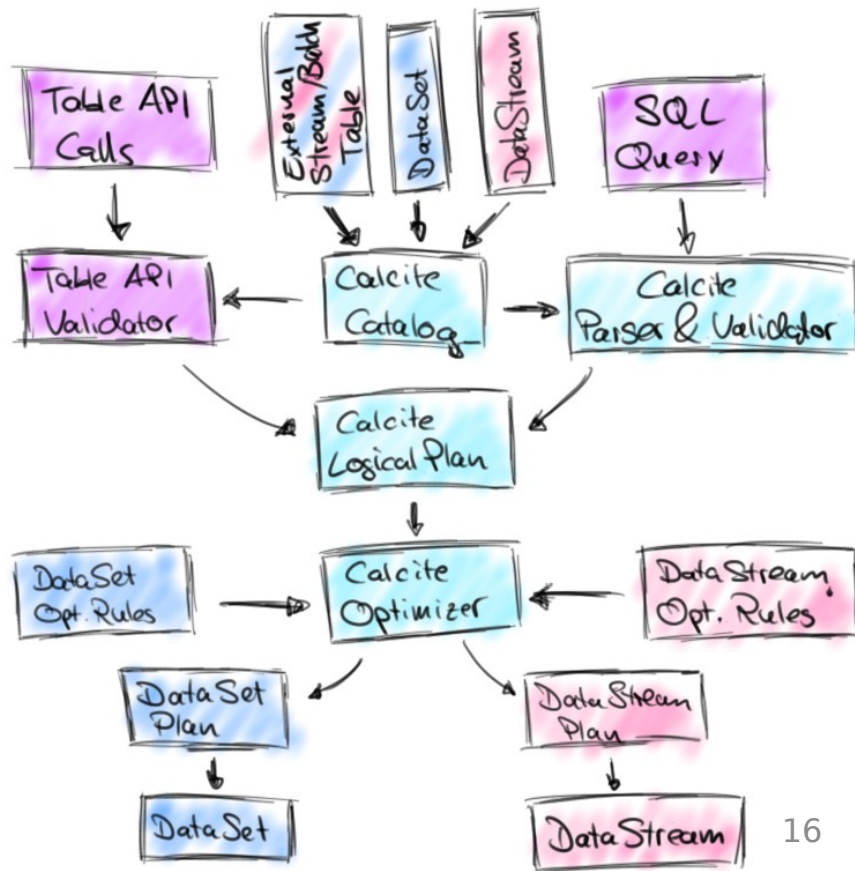 Table API
Calls
External
Stream/Batch
Table
DataSet
DataStream
SQL
Query
Table API
Validator
Calcite
Catalog
Calcite
Parser & Validator
Calcite
Logical Plan
DataSet
Opt. Rules
Calcite
Optimizer
DataStream
Opt. Rules
DataSet
Plan
DataStream
Plan
DataSet
DataStream
16